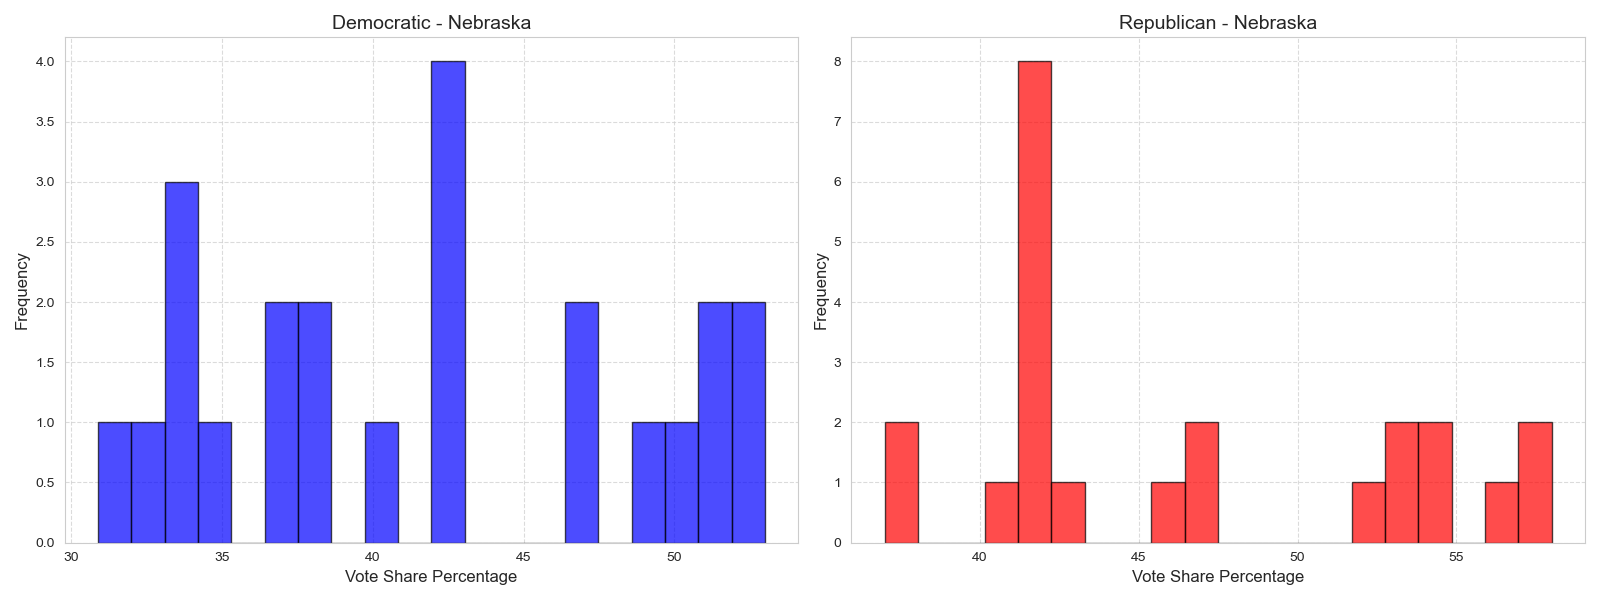 Democratic - Nebraska
Frequency
4.0
3.5
3.0
2.5
2.0
1.5
1.0
0.5
0.0
30 35 40 45 50
Vote Share Percentage
Republican - Nebraska
Frequency
8
7
6
5
4
3
2
1
0
40 45 50 55
Vote Share Percentage